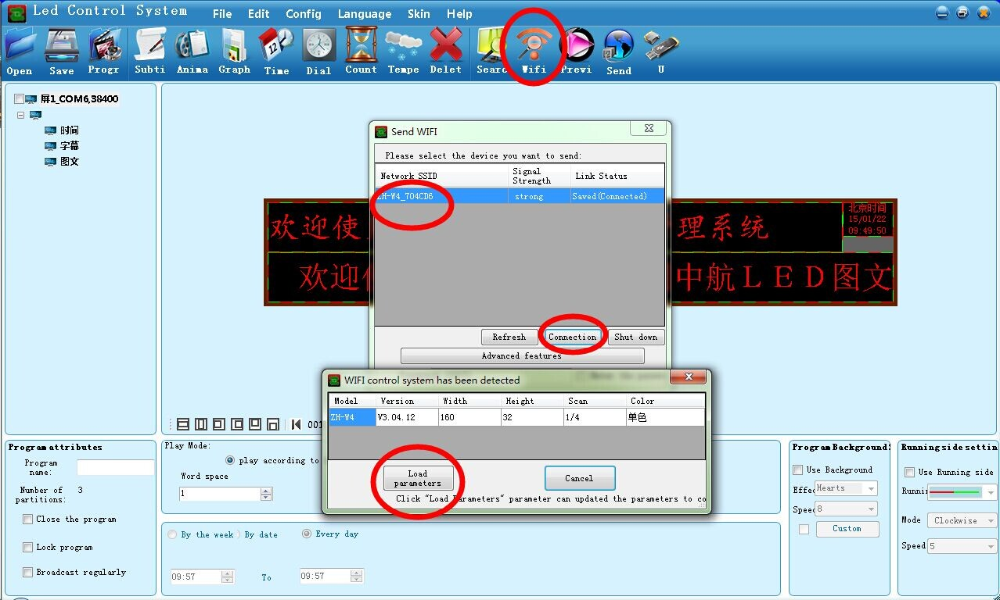 Led Control System
File Edit Config Language Skin Help
Open Save Progr Subti Anima Graph Time Dial Count Tempe Delet Searc Wifi Previ Send U
屏1_COM6,38400
时间
字幕
图文
Send WIFI
Please select the device you want to send:
Network SSID Signal Strength Link Status
ZH-W4_704CD6 strong Saved(Connected)
欢迎使
理系统
北京时间
15/01/22
09:49:50
欢迎
中航ＬＥＤ图文
Refresh Connection Shut down
Advanced features
WIFI control system has been detected
Model Version Width Height Scan Color
ZH-W4 V3.04.12 160 32 1/4 单色
Load parameters
Cancel
Click "Load Parameters" parameter can updated the parameters to co
001
Program attributes
Program name:
Number of partitions: 3
Close the program
Lock program
Broadcast regularly
Play Mode:
play according to
Word space
1
By the week By date Every day
09:57 To 09:57
Program Background
Use Background
Effec Hearts
Speed 8
Custom
Running side settin
Use Running side
Runnin
Mode Clockwise
Speed 5